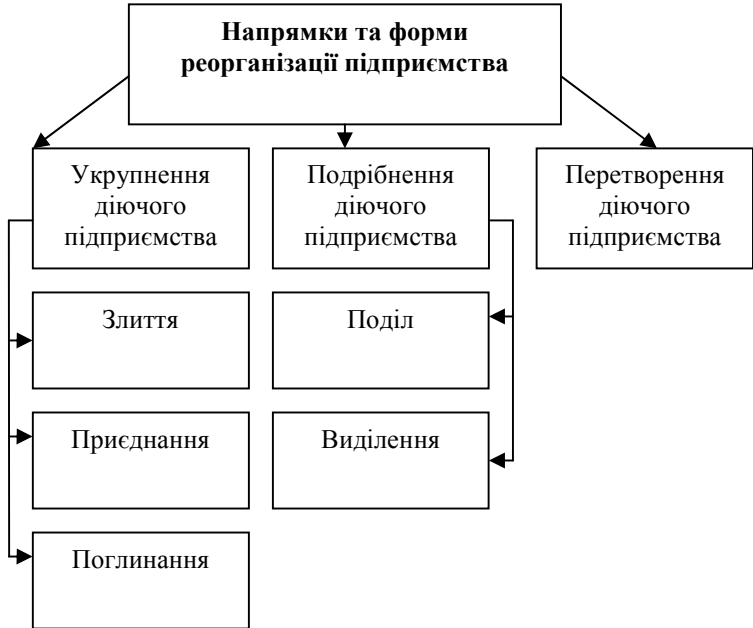 Напрямки та форми
реорганізації підприємства
Укрупнення
діючого
підприємства
Подрібнення
діючого
підприємства
Перетворення
діючого
підприємства
Злиття
Поділ
Приєднання
Виділення
Поглинання